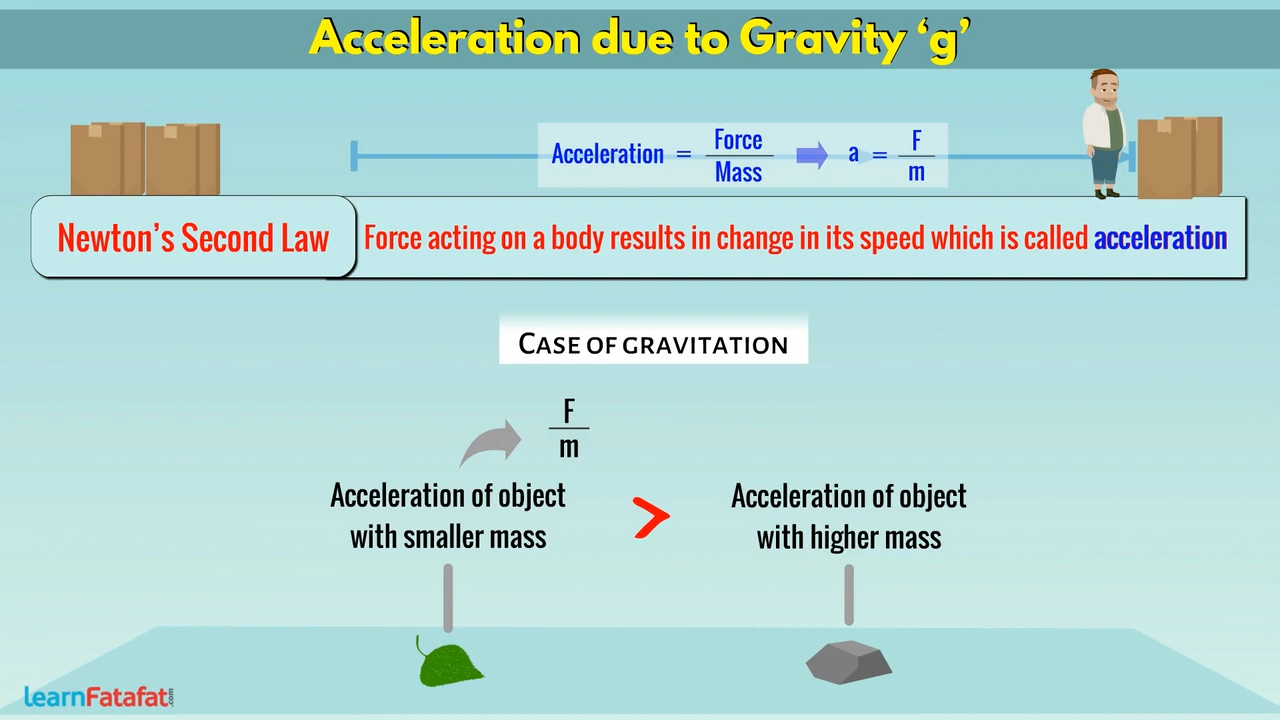 Acceleration due to Gravity ‘g’
Acceleration = Force / Mass a = F / m
Newton’s Second Law
Force acting on a body results in change in its speed which is called acceleration
CASE OF GRAVITATION
F
m
Acceleration of object
with smaller mass
>
Acceleration of object
with higher mass
learnFatafat.com